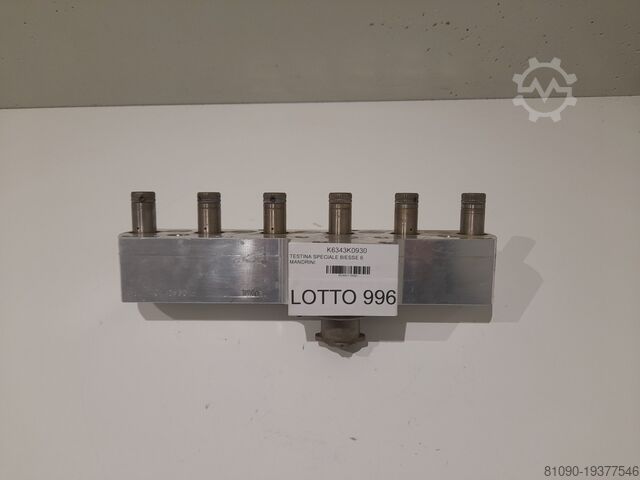 K6343K0930
TESTINA SPECIALE BIESSE 6
MANDRINI
LOTTO 996
81090-19377546